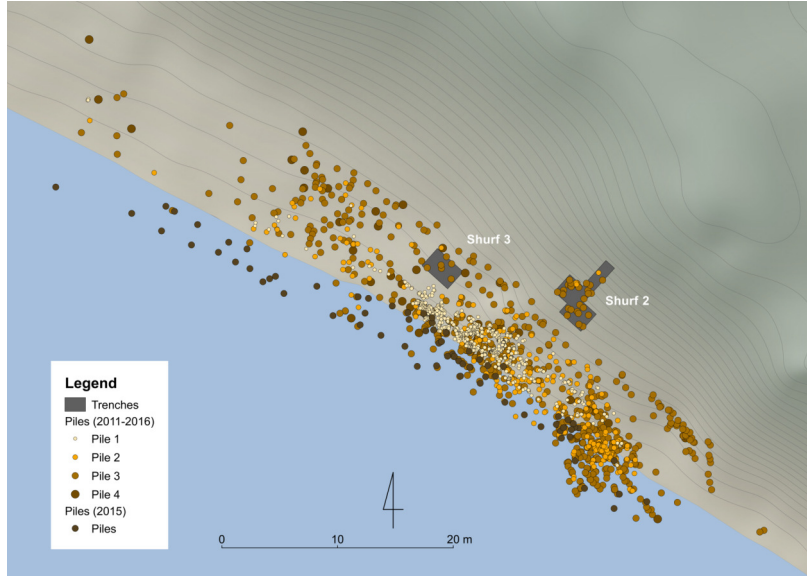 Shurf 3
Shurf 2
Legend
Trenches
Piles (2011-2016)
Pile 1
Pile 2
Pile 3
Pile 4
Piles (2015)
Piles
0 10 20 m